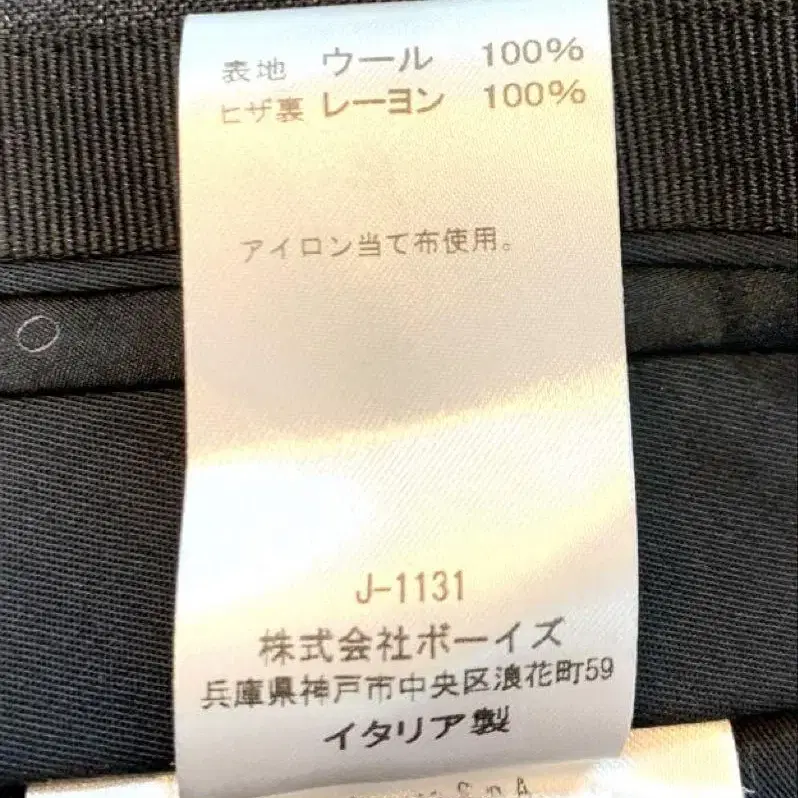 表地 ウール 100%
ヒザ裏 レーヨン 100%
アイロン当て布使用。
J-1131
株式会社ボーイズ
兵庫県神戸市中央区浪花町59
イタリア製